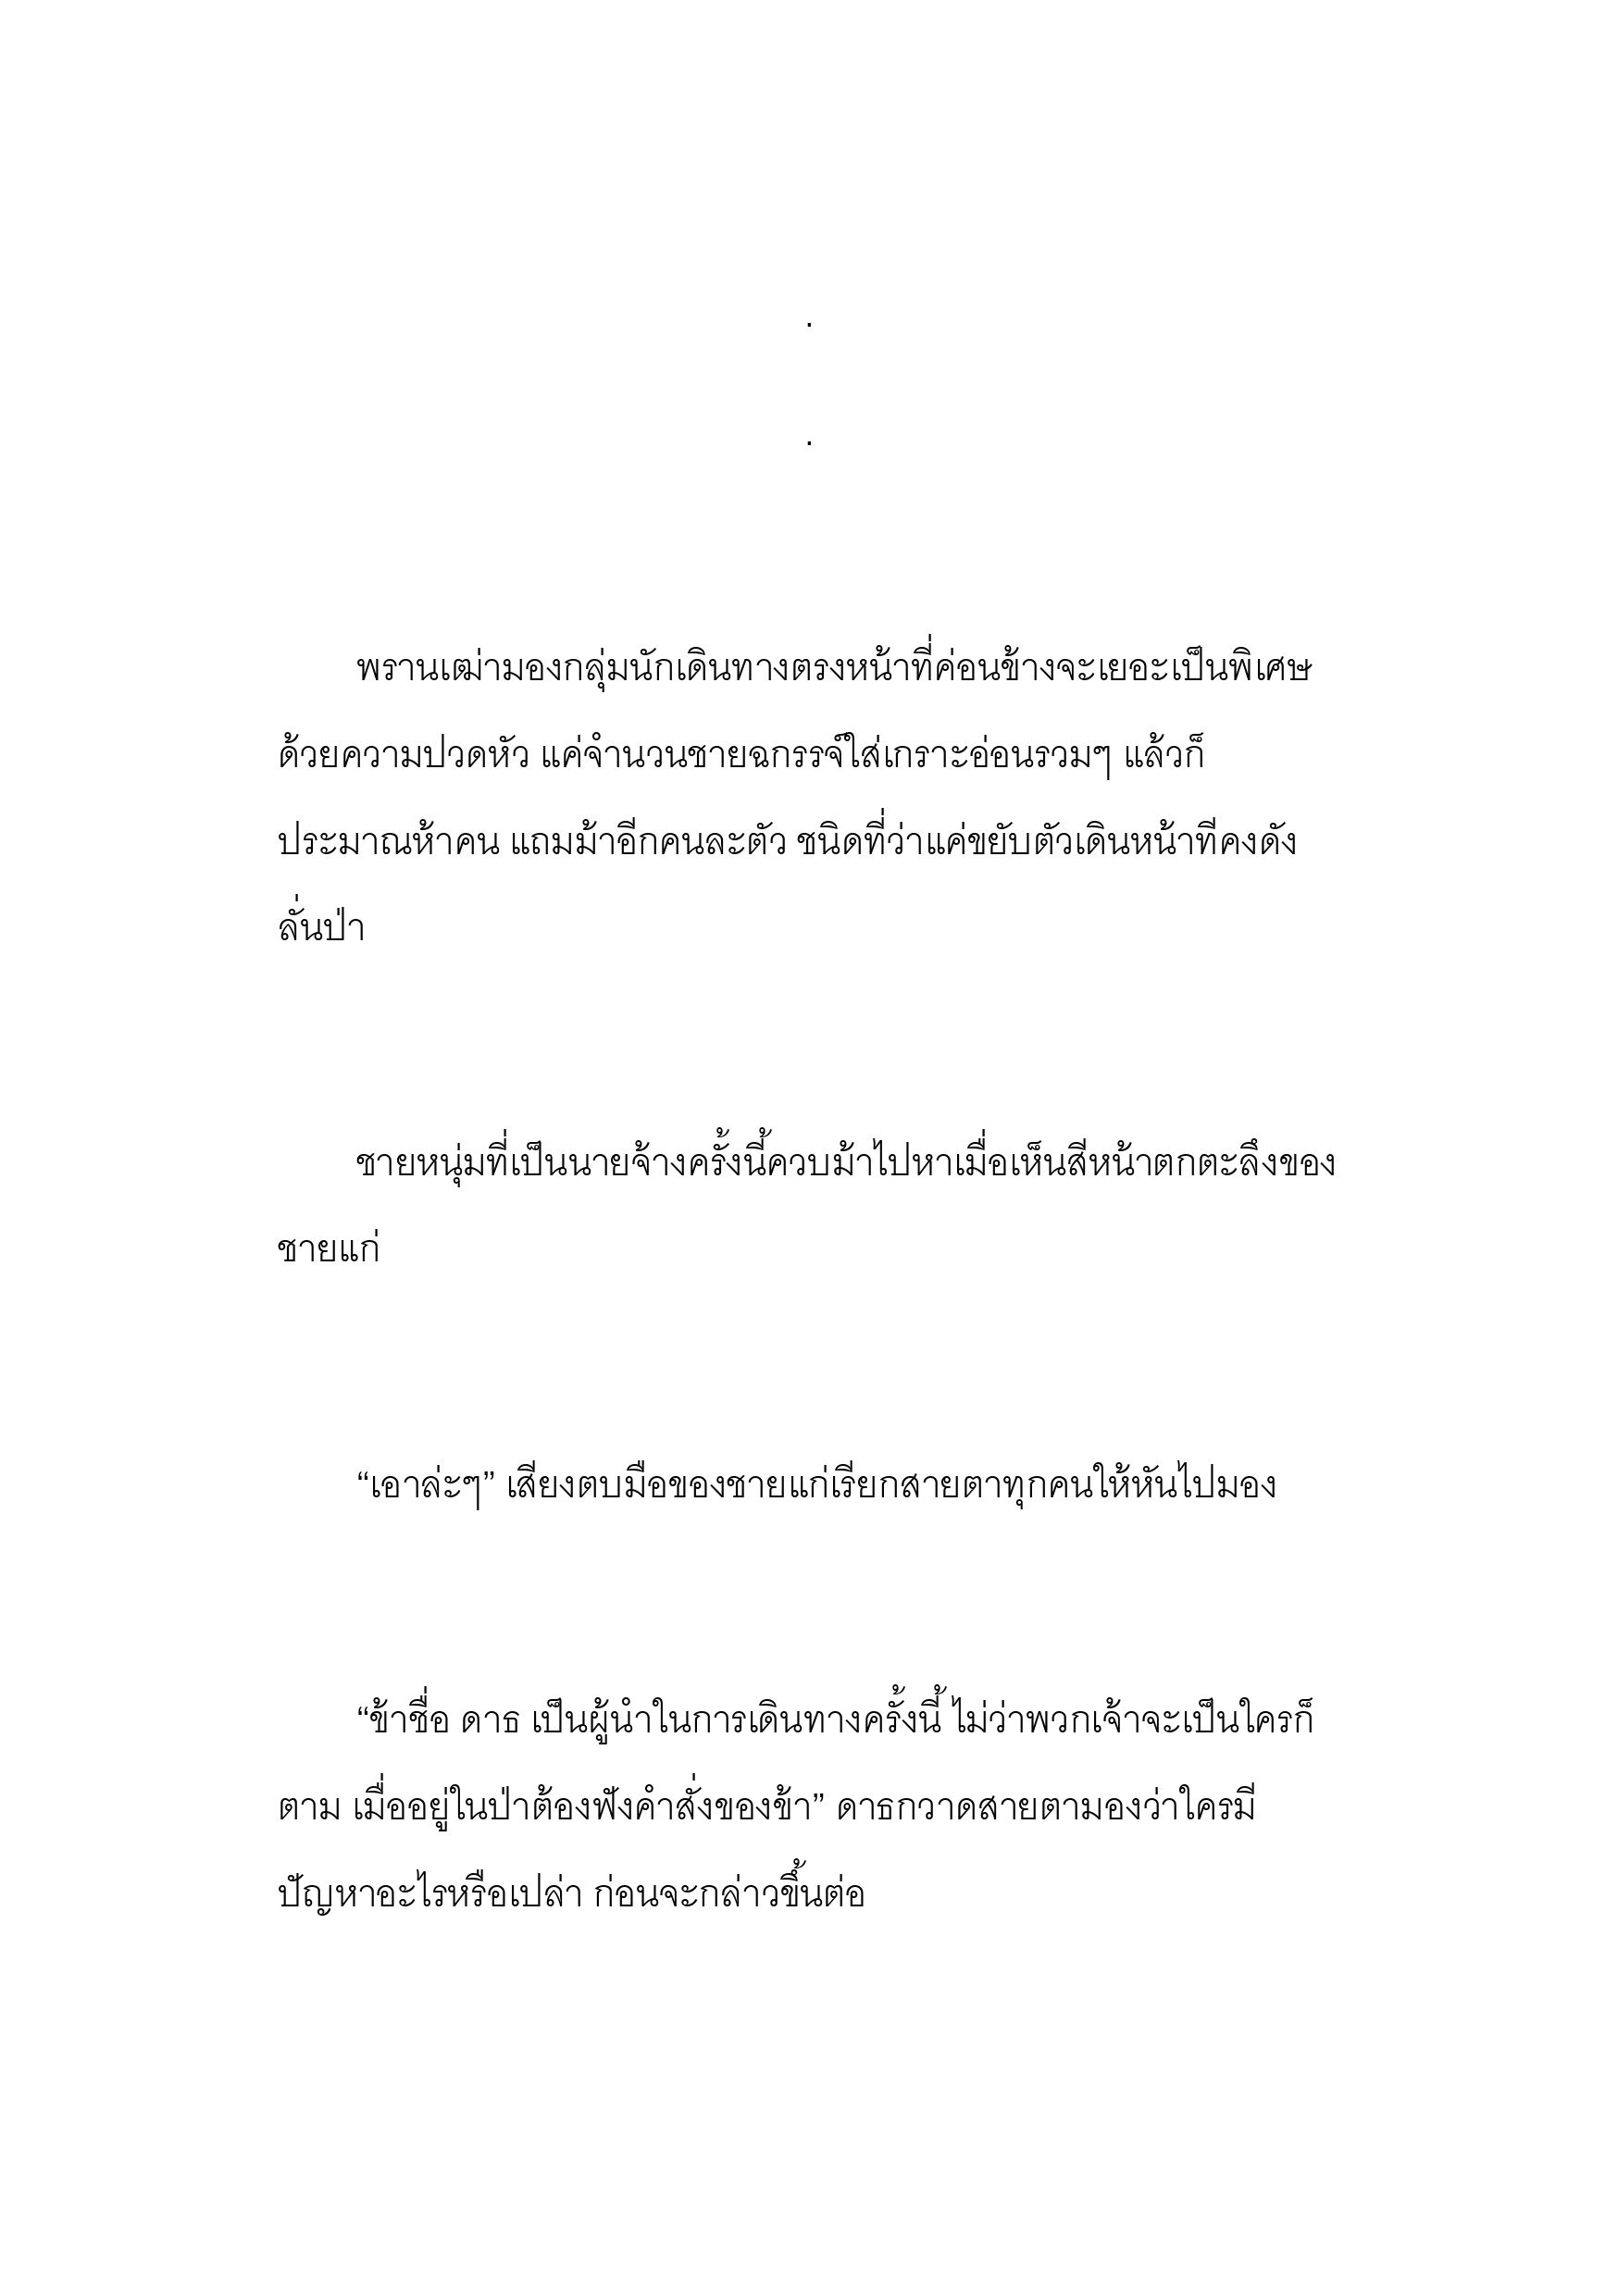 .
.
พรานเฒ่ามองกลุ่มนักเดินทางตรงหน้าที่ค่อนข้างจะเยอะเป็นพิเศษ
ด้วยความปวดหัว แค่จำนวนชายฉกรรจ์ใส่เกราะอ่อนรวมๆ แล้วก็
ประมาณห้าคน แถมม้าอีกคนละตัว ชนิดที่ว่าแค่ขยับตัวเดินหน้าทีคงดัง
ลั่นป่า
ชายหนุ่มที่เป็นนายจ้างครั้งนี้ควบม้าไปหาเมื่อเห็นสีหน้าตกตะลึงของ
ชายแก่
“เอาล่ะๆ” เสียงตบมือของชายแก่เรียกสายตาทุกคนให้หันไปมอง
“ข้าชื่อ ดาธ เป็นผู้นำในการเดินทางครั้งนี้ ไม่ว่าพวกเจ้าจะเป็นใครก็
ตาม เมื่ออยู่ในป่าต้องฟังคำสั่งของข้า” ดาธกวาดสายตามองว่าใครมี
ปัญหาอะไรหรือเปล่า ก่อนจะกล่าวขึ้นต่อ